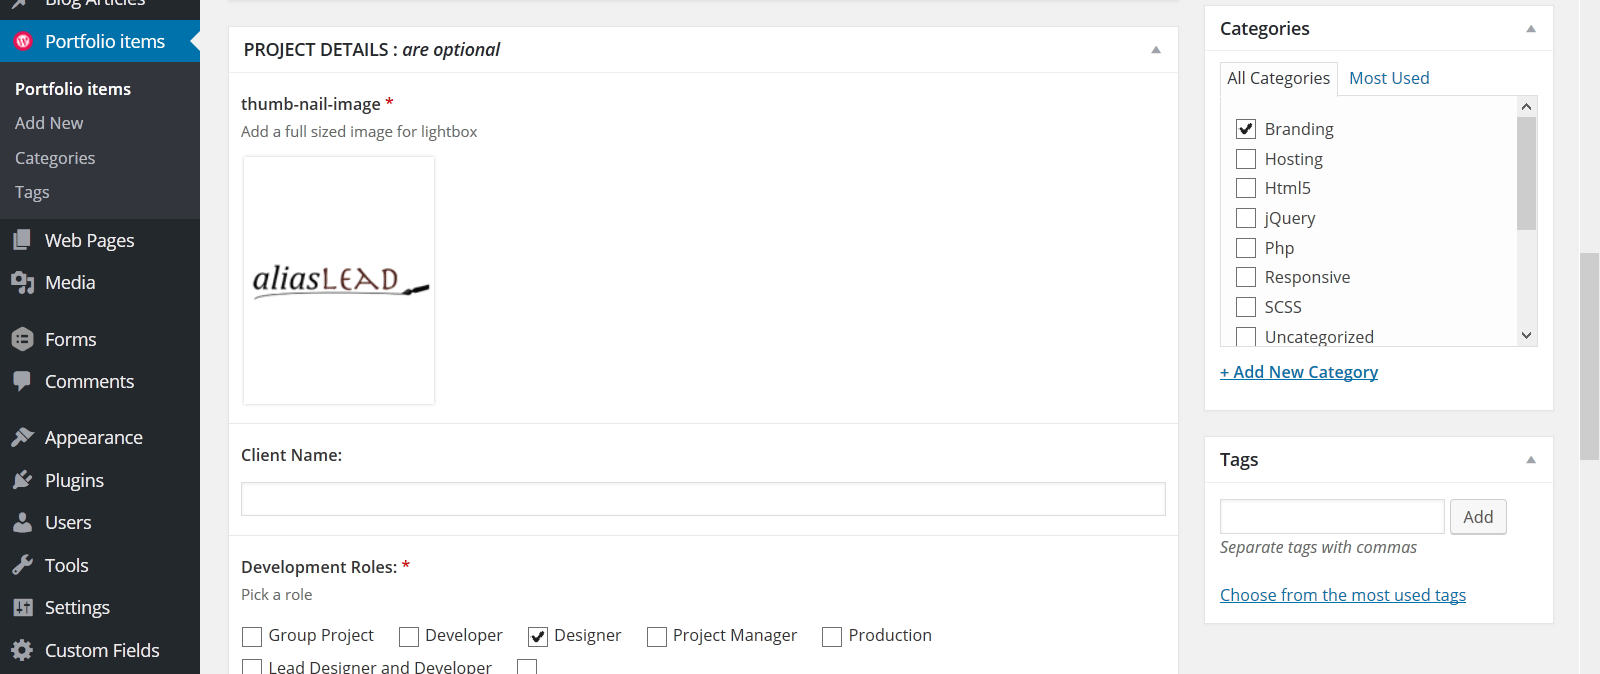 Blog Articles
Portfolio items
Portfolio items
Add New
Categories
Tags
Web Pages
Media
Forms
Comments
Appearance
Plugins
Users
Tools
Settings
Custom Fields
PROJECT DETAILS : are optional
thumb-nail-image *
Add a full sized image for lightbox
aliasLEAD
Client Name:
Development Roles: *
Pick a role
Group Project Developer Designer Project Manager Production
Lead Designer and Developer
Categories
All Categories Most Used
Branding
Hosting
Html5
jQuery
Php
Responsive
SCSS
Uncategorized
+ Add New Category
Tags
Add
Separate tags with commas
Choose from the most used tags